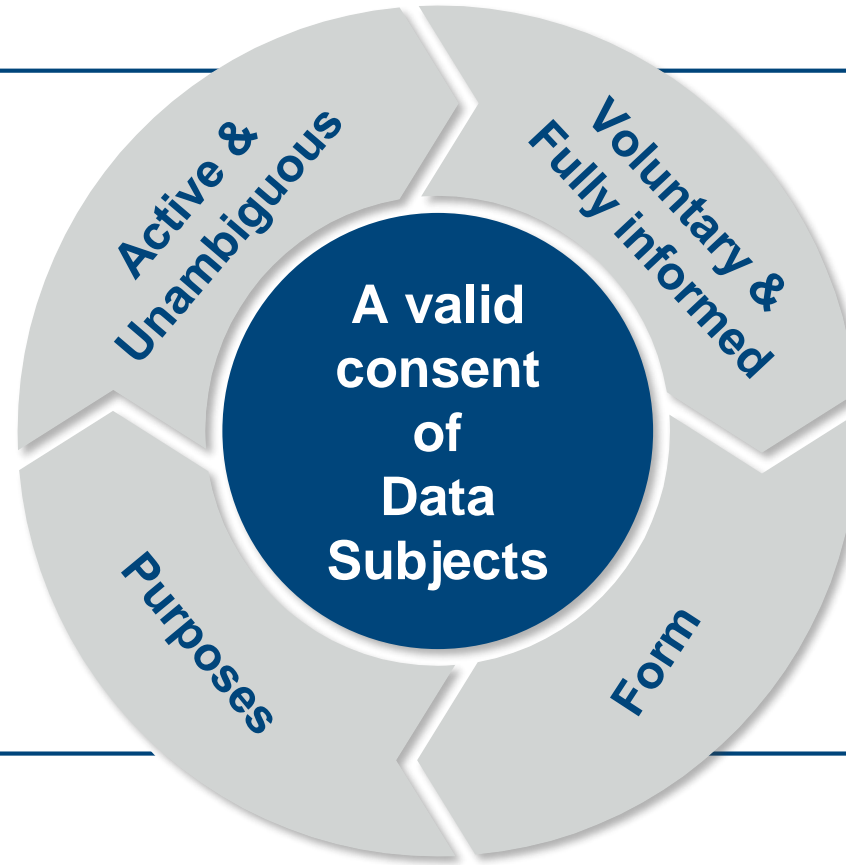 Active &
Unambiguous
Voluntary &
Fully informed
A valid
consent
of
Data
Subjects
Purposes
Form